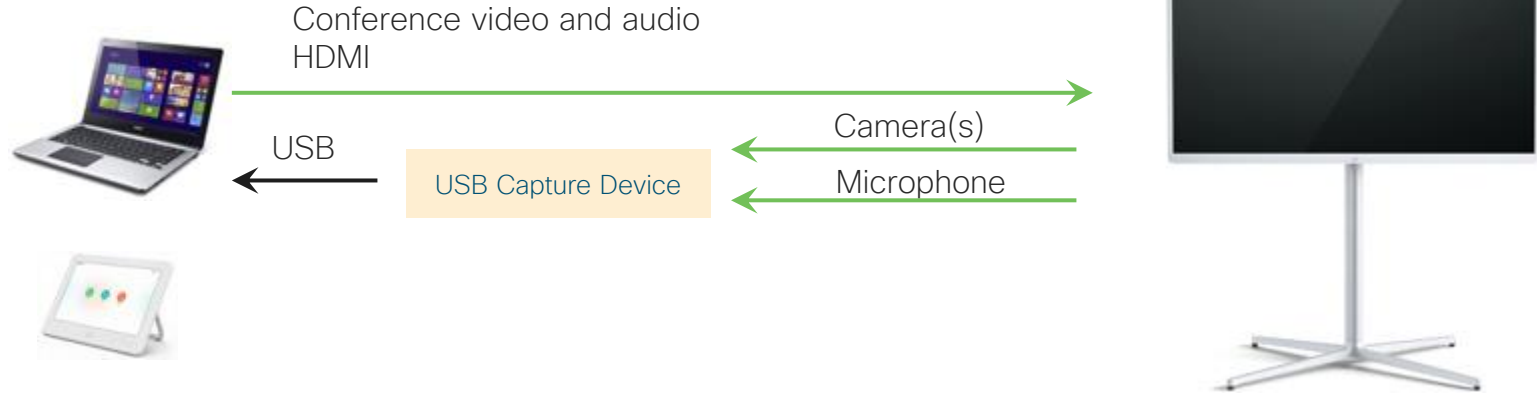 Conference video and audio
HDMI
Camera(s)
USB
USB Capture Device
Microphone